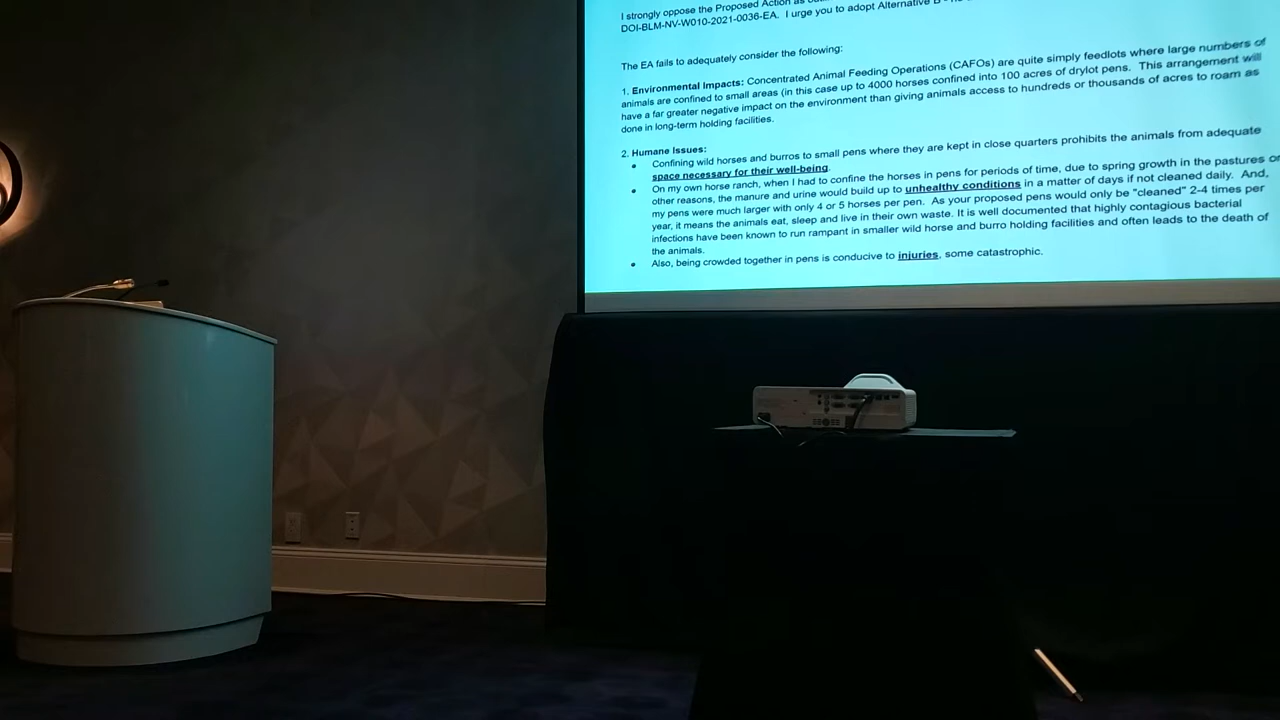 I strongly oppose the Proposed Action as
DOI-BLM-NV-W010-2021-0036-EA. I urge you to adopt Alternative
The EA fails to adequately consider the following:
1. Environmental Impacts: Concentrated Animal Feeding Operations (CAFOs) are quite simply feedlots where large numbers of
animals are confined to small areas (in this case up to 4000 horses confined into 100 acres of drylot pens. This arrangement will
have a far greater negative impact on the environment than giving animals access to hundreds or thousands of acres to roam as
done in long-term holding facilities.
2. Humane Issues:
• Confining wild horses and burros to small pens where they are kept in close quarters prohibits the animals from adequate
space necessary for their well-being.
• On my own horse ranch, when I had to confine the horses in pens for periods of time, due to spring growth in the pastures or
other reasons, the manure and urine would build up to unhealthy conditions in a matter of days if not cleaned daily. And,
my pens were much larger with only 4 or 5 horses per pen. As your proposed pens would only be "cleaned" 2-4 times per
year, it means the animals eat, sleep and live in their own waste. It is well documented that highly contagious bacterial
infections have been known to run rampant in smaller wild horse and burro holding facilities and often leads to the death of
the animals.
• Also, being crowded together in pens is conducive to injuries, some catastrophic.